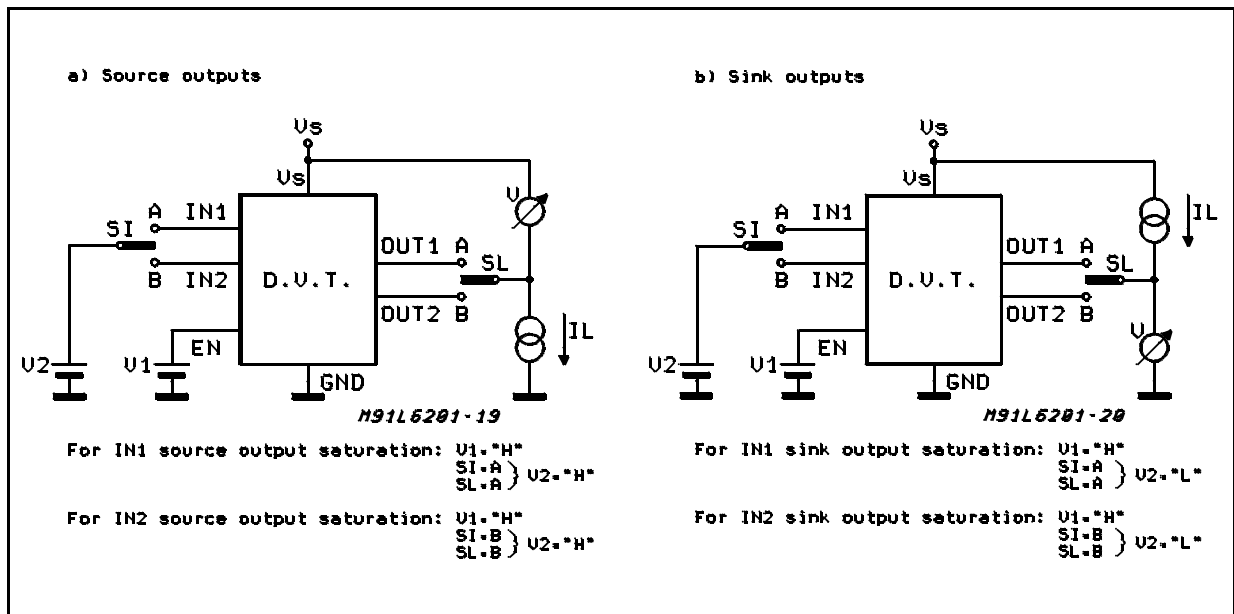 a) Source outputs
Vs
Vs
V
A
IN1
SI
OUT1
A
SL
B
IN2
D.U.T.
OUT2
B
IL
EN
V2
V1
GND
M91L6201-19
For IN1 source output saturation: V1="H"
SI=A
SL=A
} V2="H"
For IN2 source output saturation: V1="H"
SI=B
SL=B
} V2="H"
b) Sink outputs
Vs
Vs
A
IN1
IL
SI
OUT1
A
SL
B
IN2
D.U.T.
OUT2
B
V
EN
V2
V1
GND
M91L6201-20
For IN1 sink output saturation: V1="H"
SI=A
SL=A
} V2="L"
For IN2 sink output saturation: V1="H"
SI=B
SL=B
} V2="L"